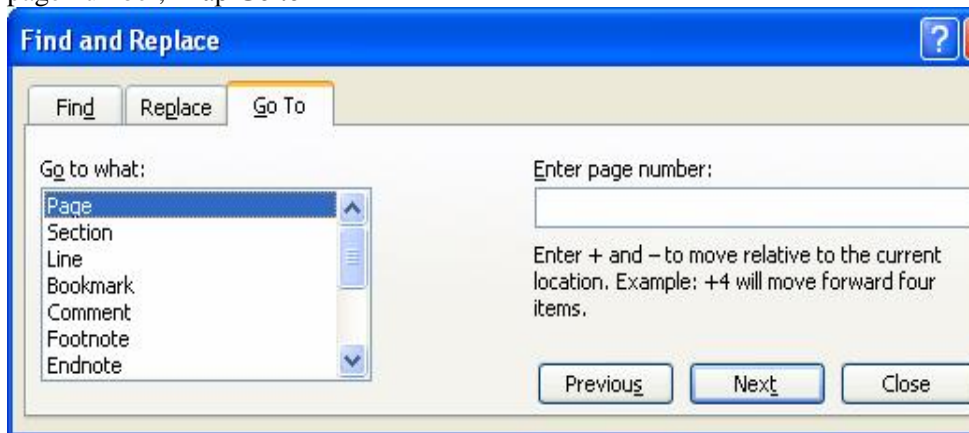 Find and Replace
Find Replace Go To
Go to what:
Page
Section
Line
Bookmark
Comment
Footnote
Endnote
Enter page number:
Enter + and – to move relative to the current
location. Example: +4 will move forward four
items.
Previous Next Close